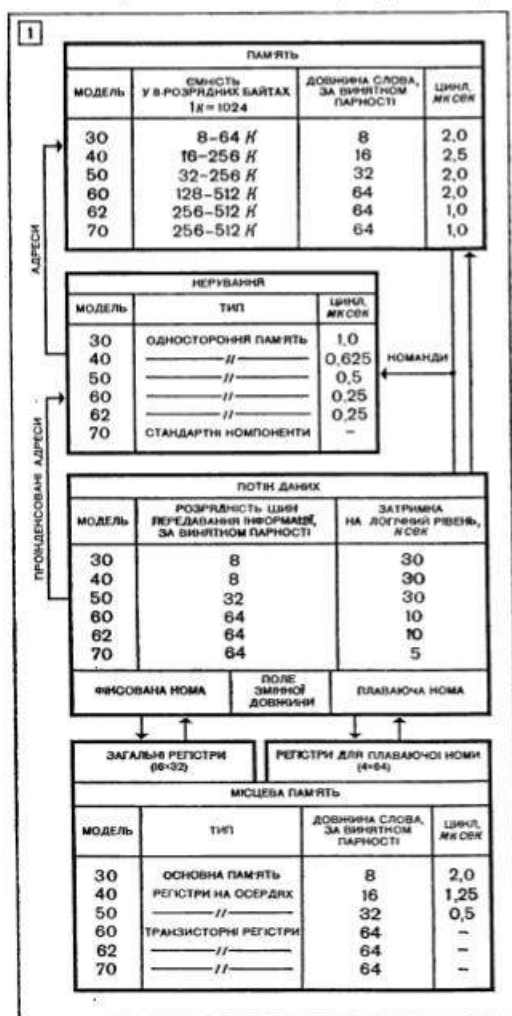 1
ПАМ'ЯТЬ
МОДЕЛЬ ЄМНІСТЬ У 8-РОЗРЯДНИХ БАЙТАХ 1К=1024 ДОВЖИНА СЛОВА, ЗА ВИНЯТКОМ ПАРНОСТІ ЦИКЛ, МКСЕК
30 8–64 К 8 2,0
40 16–256 К 16 2,5
50 32–256 К 32 2,0
60 128–512 К 64 2,0
62 256–512 К 64 1,0
70 256–512 К 64 1,0
АДРЕСИ
КЕРУВАННЯ
МОДЕЛЬ ТИП ЦИКЛ, МКСЕК
30 ОДНОСТОРОННЯ ПАМ'ЯТЬ 1,0
40 —//— 0,625
50 —//— 0,5
60 —//— 0,25
62 —//— 0,25
70 СТАНДАРТНІ КОМПОНЕНТИ –
КОМАНДИ
ПРОІНДЕКСОВАНІ АДРЕСИ
ПОТІК ДАНИХ
МОДЕЛЬ РОЗРЯДНІСТЬ ШИН ПЕРЕДАВАННЯ ІНФОРМАЦІЇ, ЗА ВИНЯТКОМ ПАРНОСТІ ЗАТРИМКА НА ЛОГІЧНИЙ РІВЕНЬ, НСЕК
30 8 30
40 8 30
50 32 30
60 64 10
62 64 10
70 64 5
ФІКСОВАНА КОМА ПОЛЕ ЗМІННОЇ ДОВЖИНИ ПЛАВАЮЧА КОМА
ЗАГАЛЬНІ РЕГІСТРИ РЕГІСТРИ ДЛЯ ПЛАВАЮЧОЇ КОМИ
(16×32) (4×64)
МІСЦЕВА ПАМ'ЯТЬ
МОДЕЛЬ ТИП ДОВЖИНА СЛОВА, ЗА ВИНЯТКОМ ПАРНОСТІ ЦИКЛ, МКСЕК
30 ОСНОВНА ПАМ'ЯТЬ 8 2,0
40 РЕГІСТРИ НА ОСЕРДЯХ 16 1,25
50 —//— 32 0,5
60 ТРАНЗИСТОРНІ РЕГІСТРИ 64 –
62 —//— 64 –
70 —//— 64 –